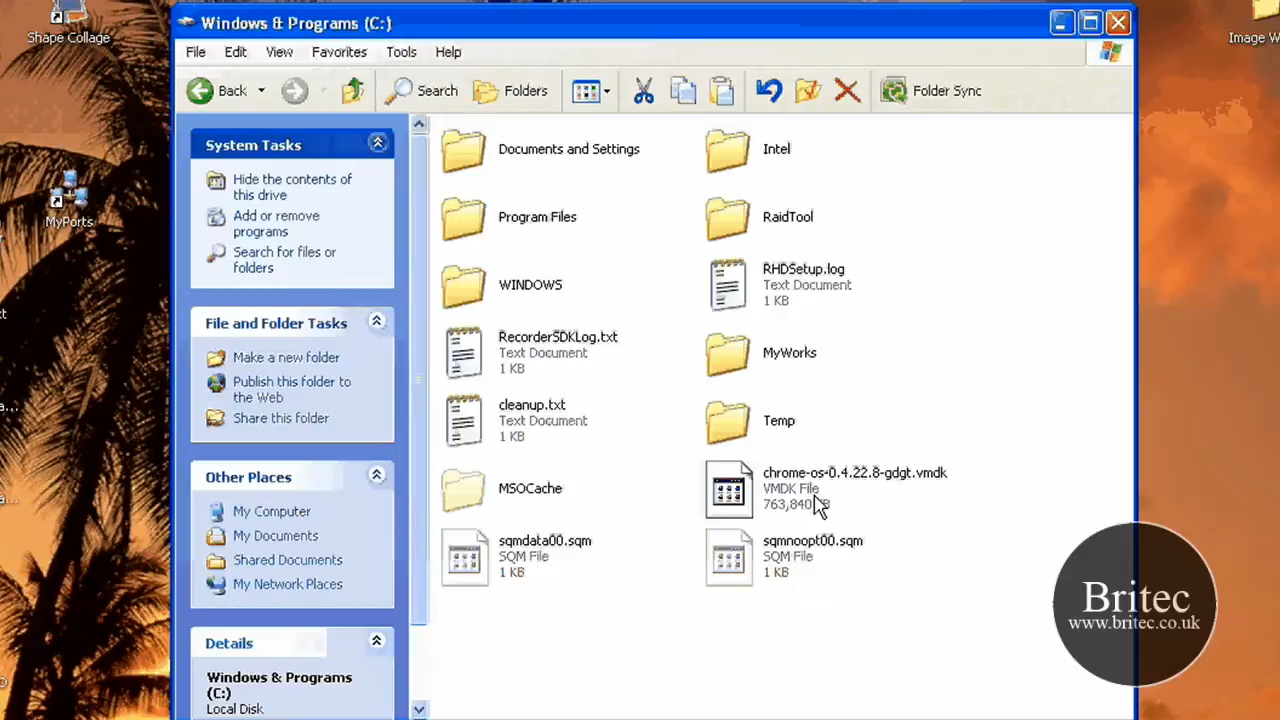 Shape Collage
Image W
MyPorts
Windows & Programs (C:)
File Edit View Favorites Tools Help
Back Search Folders Folder Sync
System Tasks
Hide the contents of
this drive
Add or remove
programs
Search for files or
folders
File and Folder Tasks
Make a new folder
Publish this folder to
the Web
Share this folder
Other Places
My Computer
My Documents
Shared Documents
My Network Places
Details
Windows & Programs
(C:)
Local Disk
Documents and Settings
Intel
Program Files
RaidTool
WINDOWS
RHDSetup.log
Text Document
1 KB
RecorderSDKLog.txt
Text Document
1 KB
MyWorks
cleanup.txt
Text Document
1 KB
Temp
MSOCache
chrome-os-0.4.22.8-gdgt.vmdk
VMDK File
763,840
sqmdata00.sqm
SQM File
1 KB
sqmnoopt00.sqm
SQM File
1 KB
Britec
www.britec.co.uk